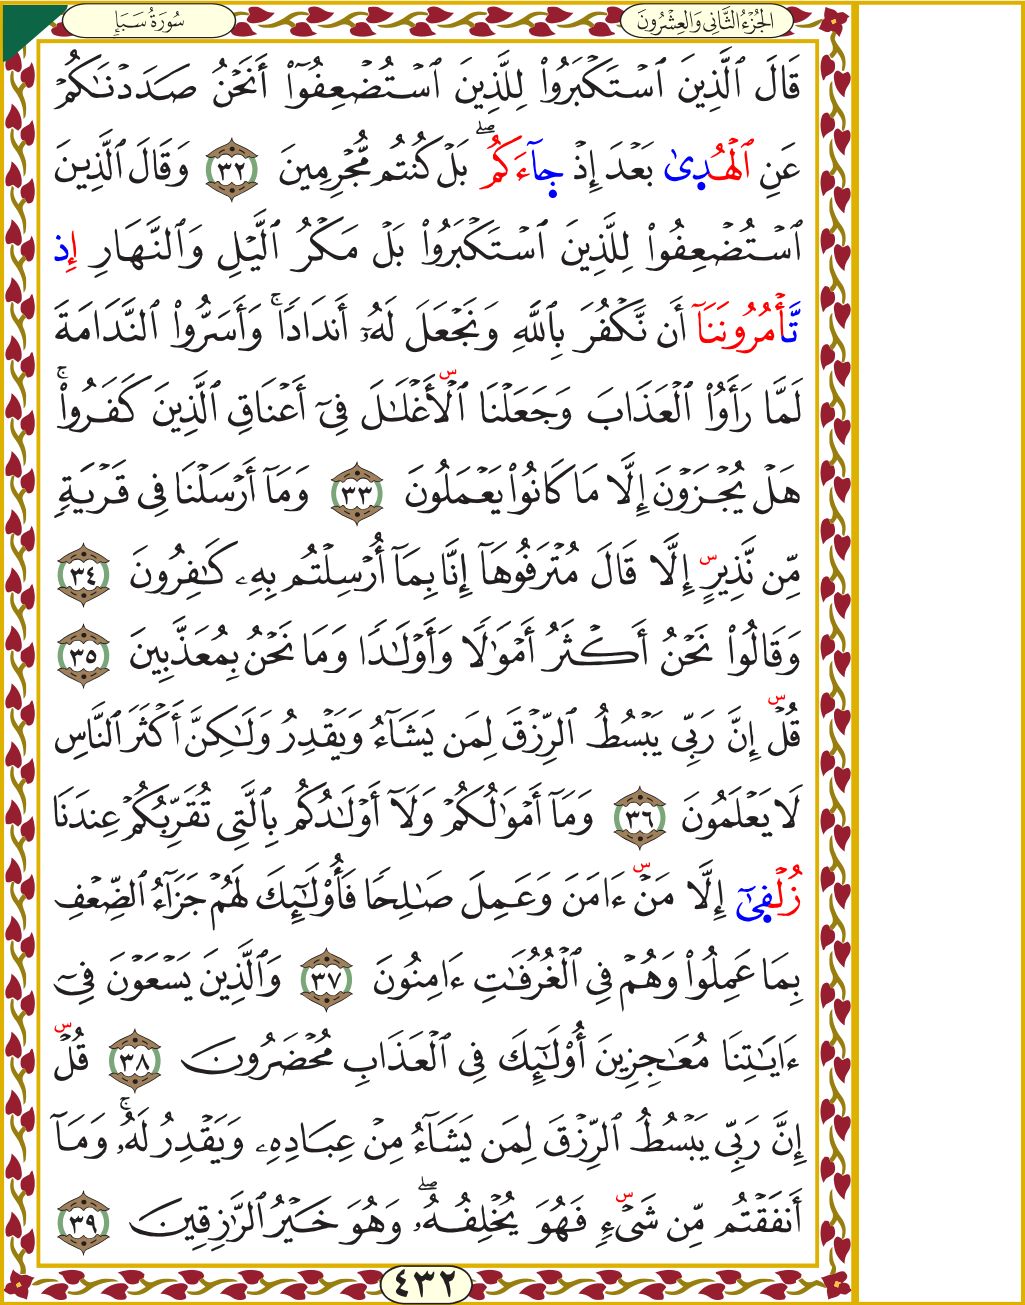 الجُزْءُ الثَّانِي وَالعِشْرُونَ
سُورَةُ سَبَإٍ
قَالَ ٱلَّذِينَ ٱسْتَكْبَرُوا۟ لِلَّذِينَ ٱسْتُضْعِفُوٓا۟ أَنَحْنُ صَدَدْنَـٰكُمْ
عَنِ ٱلْهُدِىٰ بَعْدَ إِذْ جِآءَكُمۖ بَلْ كُنتُم مُّجْرِمِينَ ٣٢ وَقَالَ ٱلَّذِينَ
ٱسْتُضْعِفُوا۟ لِلَّذِينَ ٱسْتَكْبَرُوا۟ بَلْ مَكْرُ ٱلَّيْلِ وَٱلنَّهَارِ إِذ
تَّأْمُرُونَنَآ أَن نَّكْفُرَ بِٱللَّهِ وَنَجْعَلَ لَهُۥٓ أَندَادًاۚ وَأَسَرُّوا۟ ٱلنَّدَامَةَ
لَمَّا رَأَوُا۟ ٱلْعَذَابَ وَجَعَلْنَا ٱلْأَغْلَـٰلَ فِىٓ أَعْنَاقِ ٱلَّذِينَ كَفَرُوا۟ۚ
هَلْ يُجْزَوْنَ إِلَّا مَا كَانُوا۟ يَعْمَلُونَ ٣٣ وَمَآ أَرْسَلْنَا فِى قَرْيَةٍ
مِّن نَّذِيرٍ إِلَّا قَالَ مُتْرَفُوهَآ إِنَّا بِمَآ أُرْسِلْتُم بِهِۦ كَـٰفِرُونَ ٣٤
وَقَالُوا۟ نَحْنُ أَكْثَرُ أَمْوَٰلًا وَأَوْلَـٰدًا وَمَا نَحْنُ بِمُعَذَّبِينَ ٣٥
قُلْ إِنَّ رَبِّى يَبْسُطُ ٱلرِّزْقَ لِمَن يَشَآءُ وَيَقْدِرُ وَلَـٰكِنَّ أَكْثَرَ ٱلنَّاسِ
لَا يَعْلَمُونَ ٣٦ وَمَآ أَمْوَٰلُكُمْ وَلَآ أَوْلَـٰدُكُم بِٱلَّتِى تُقَرِّبُكُمْ عِندَنَا
زُلْفِىٓ إِلَّا مَنْ ءَامَنَ وَعَمِلَ صَـٰلِحًا فَأُو۟لَـٰٓئِكَ لَهُمْ جَزَآءُ ٱلضِّعْفِ
بِمَا عَمِلُوا۟ وَهُمْ فِى ٱلْغُرُفَـٰتِ ءَامِنُونَ ٣٧ وَٱلَّذِينَ يَسْعَوْنَ فِىٓ
ءَايَـٰتِنَا مُعَـٰجِزِينَ أُو۟لَـٰٓئِكَ فِى ٱلْعَذَابِ مُحْضَرُونَ ٣٨ قُلْ
إِنَّ رَبِّى يَبْسُطُ ٱلرِّزْقَ لِمَن يَشَآءُ مِنْ عِبَادِهِۦ وَيَقْدِرُ لَهُۥۚ وَمَآ
أَنفَقْتُم مِّن شَىْءٍ فَهُوَ يُخْلِفُهُۥۖ وَهُوَ خَيْرُ ٱلرَّٰزِقِينَ ٣٩
٤٣٢